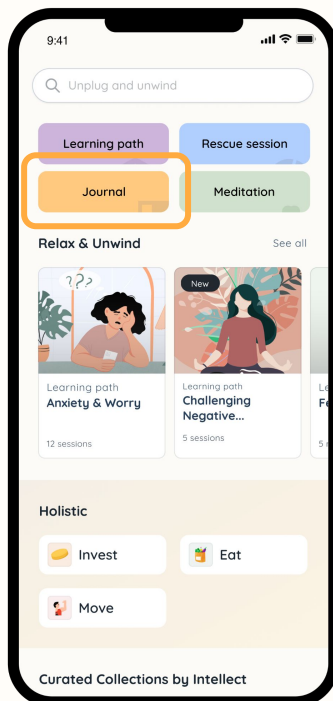 9:41
Unplug and unwind
Learning path
Rescue session
Journal
Meditation
Relax & Unwind
See all
???
New
Learning path
Anxiety & Worry
12 sessions
Learning path
Challenging
Negative...
5 sessions
Holistic
Invest
Eat
Move
Curated Collections by Intellect